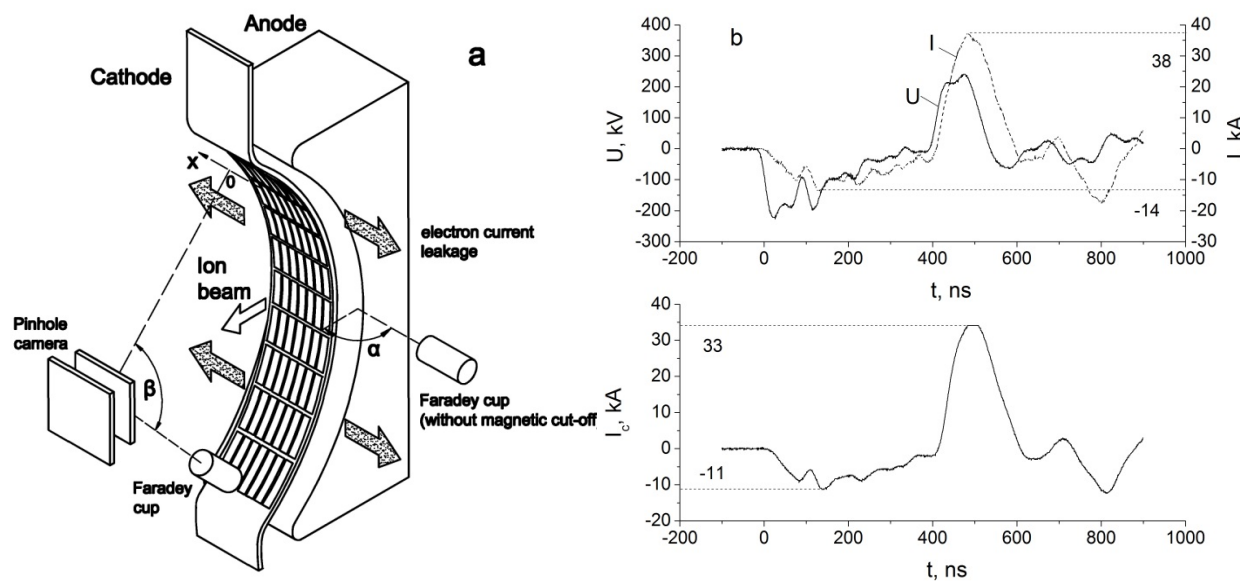 Anode
a
Cathode
x
0
electron current
leakage
Ion
beam
Pinhole
camera
β
α
Faradey cup
(without magnetic cut-off
Faradey
cup
b
400
300
200
100
0
-100
-200
-300
U, kV
40
30
20
10
0
-10
-20
30
I, kA
I
U
38
-14
-200 0 200 400 600 800 1000
t, ns
40
30
20
10
0
-10
-20
I_c, kA
33
-11
-200 0 200 400 600 800 1000
t, ns